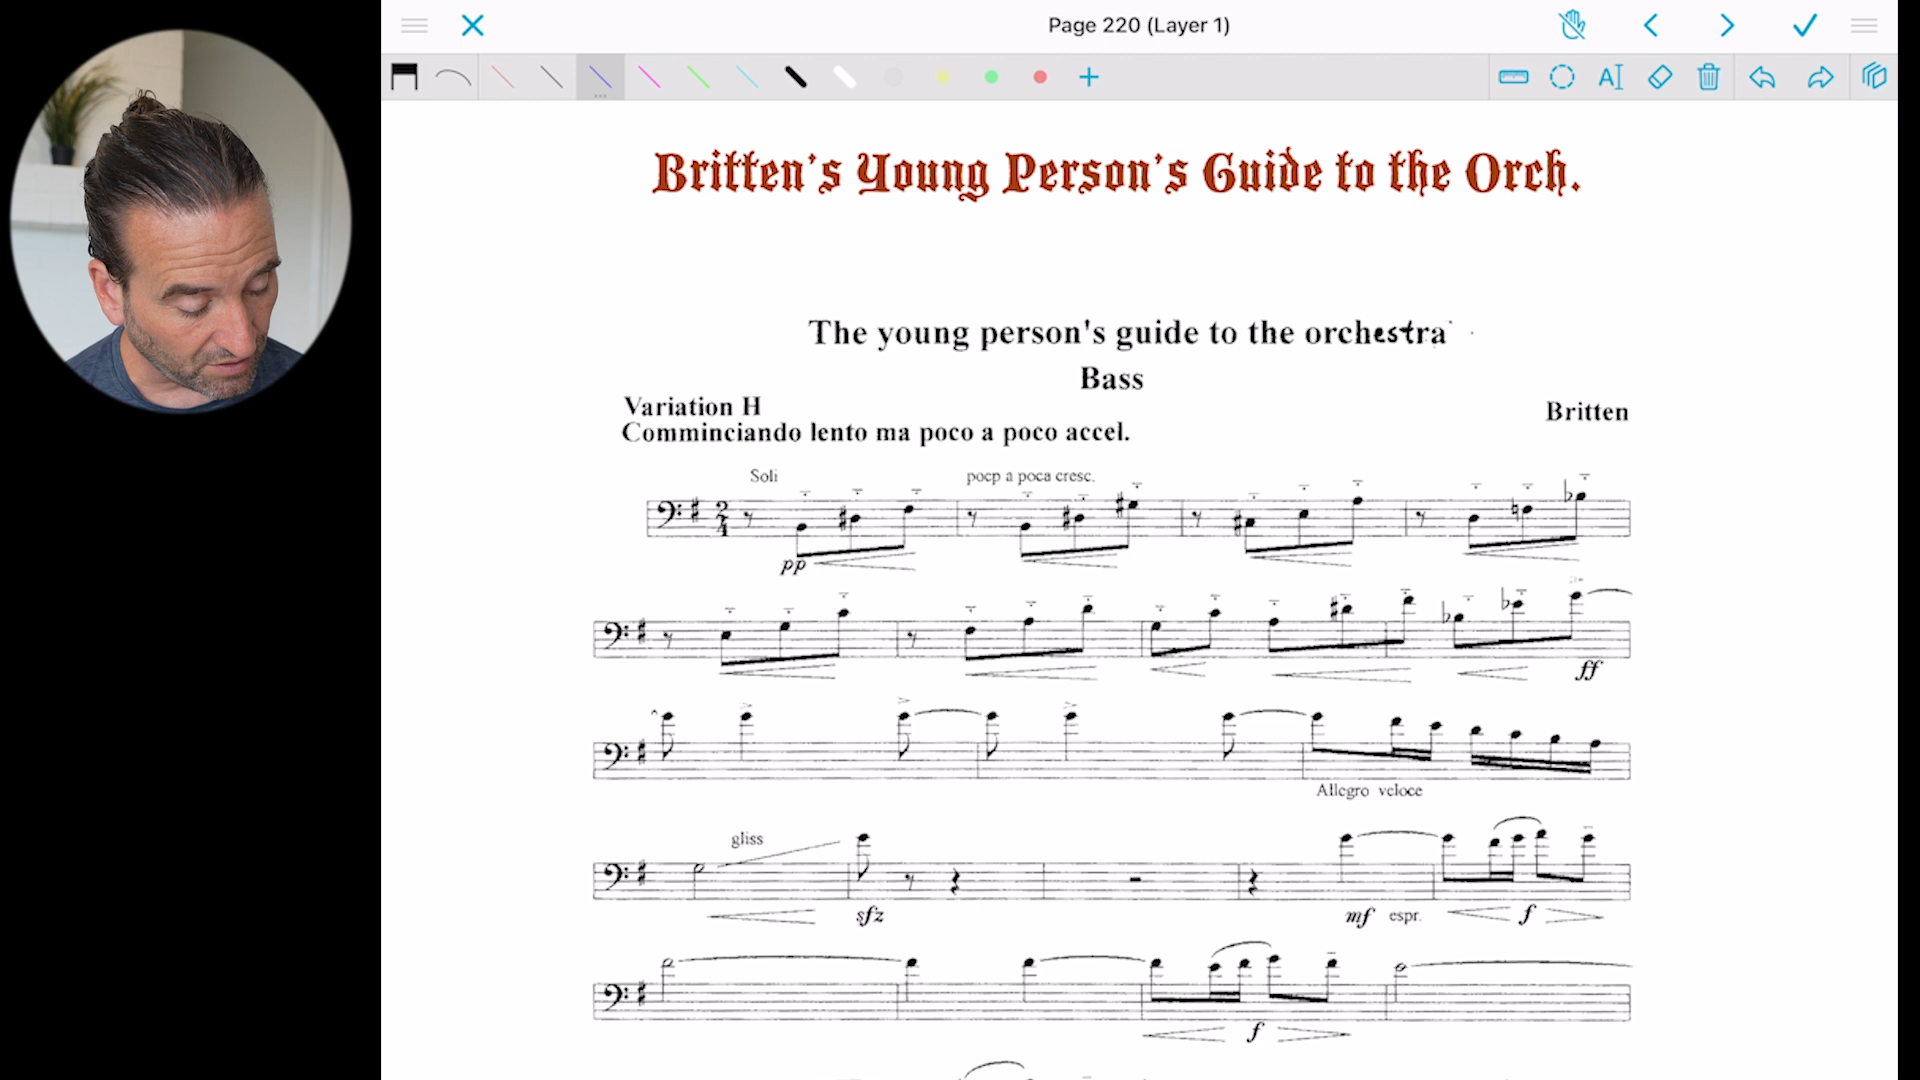 Page 220 (Layer 1)
A
Britten's Young Person's Guide to the Orch.
The young person's guide to the orchestra
Bass
Variation H
Britten
Comminciando lento ma poco a poco accel.
Soli
pocp a poca cresc.
2
4
pp
ff
Allegro veloce
gliss
sfz
mf espr.
f
f